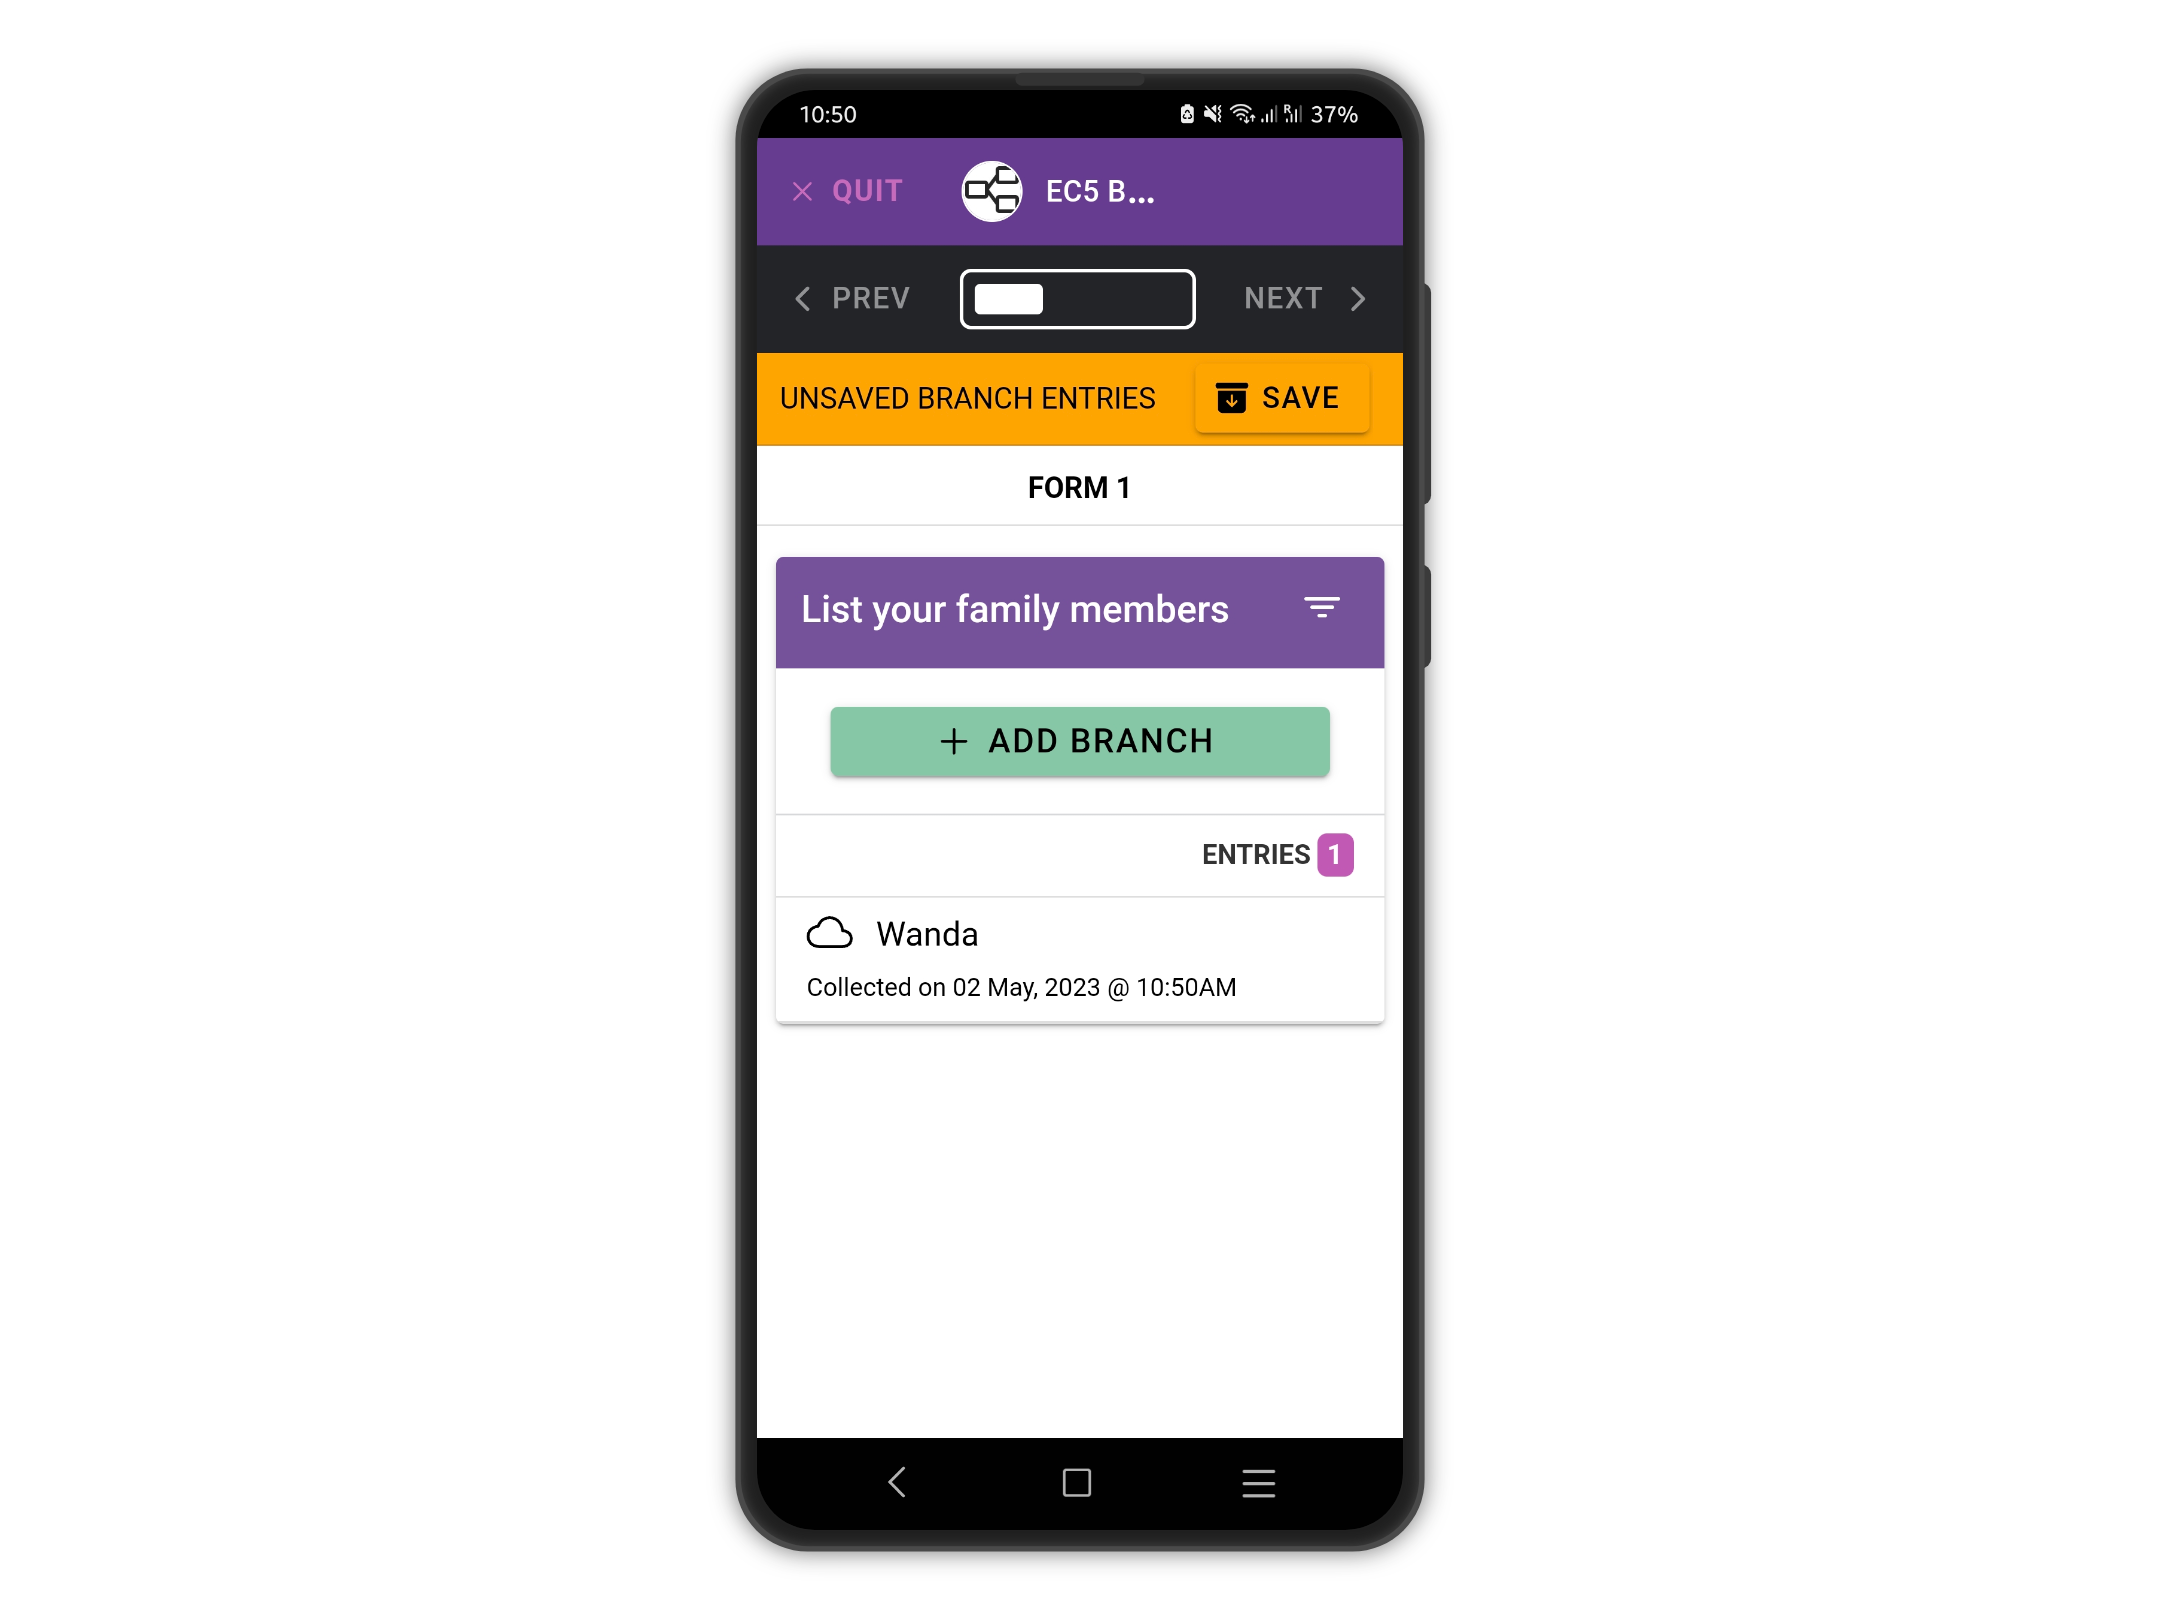 10:50 R 37%
QUIT EC5 B...
PREV NEXT
UNSAVED BRANCH ENTRIES SAVE
FORM 1
List your family members
ADD BRANCH
ENTRIES 1
Wanda
Collected on 02 May, 2023 @ 10:50AM